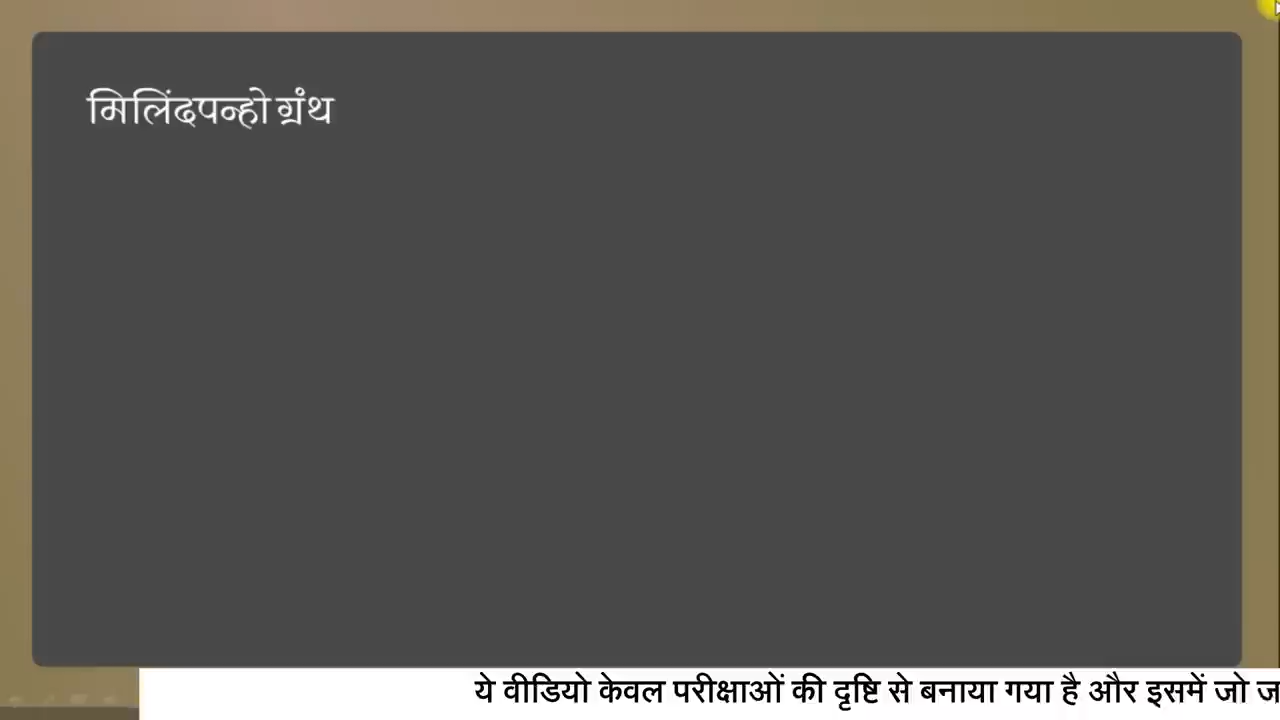 मिलिंदपन्हो ग्रंथ
ये वीडियो केवल परीक्षाओं की दृष्टि से बनाया गया है और इसमें जो